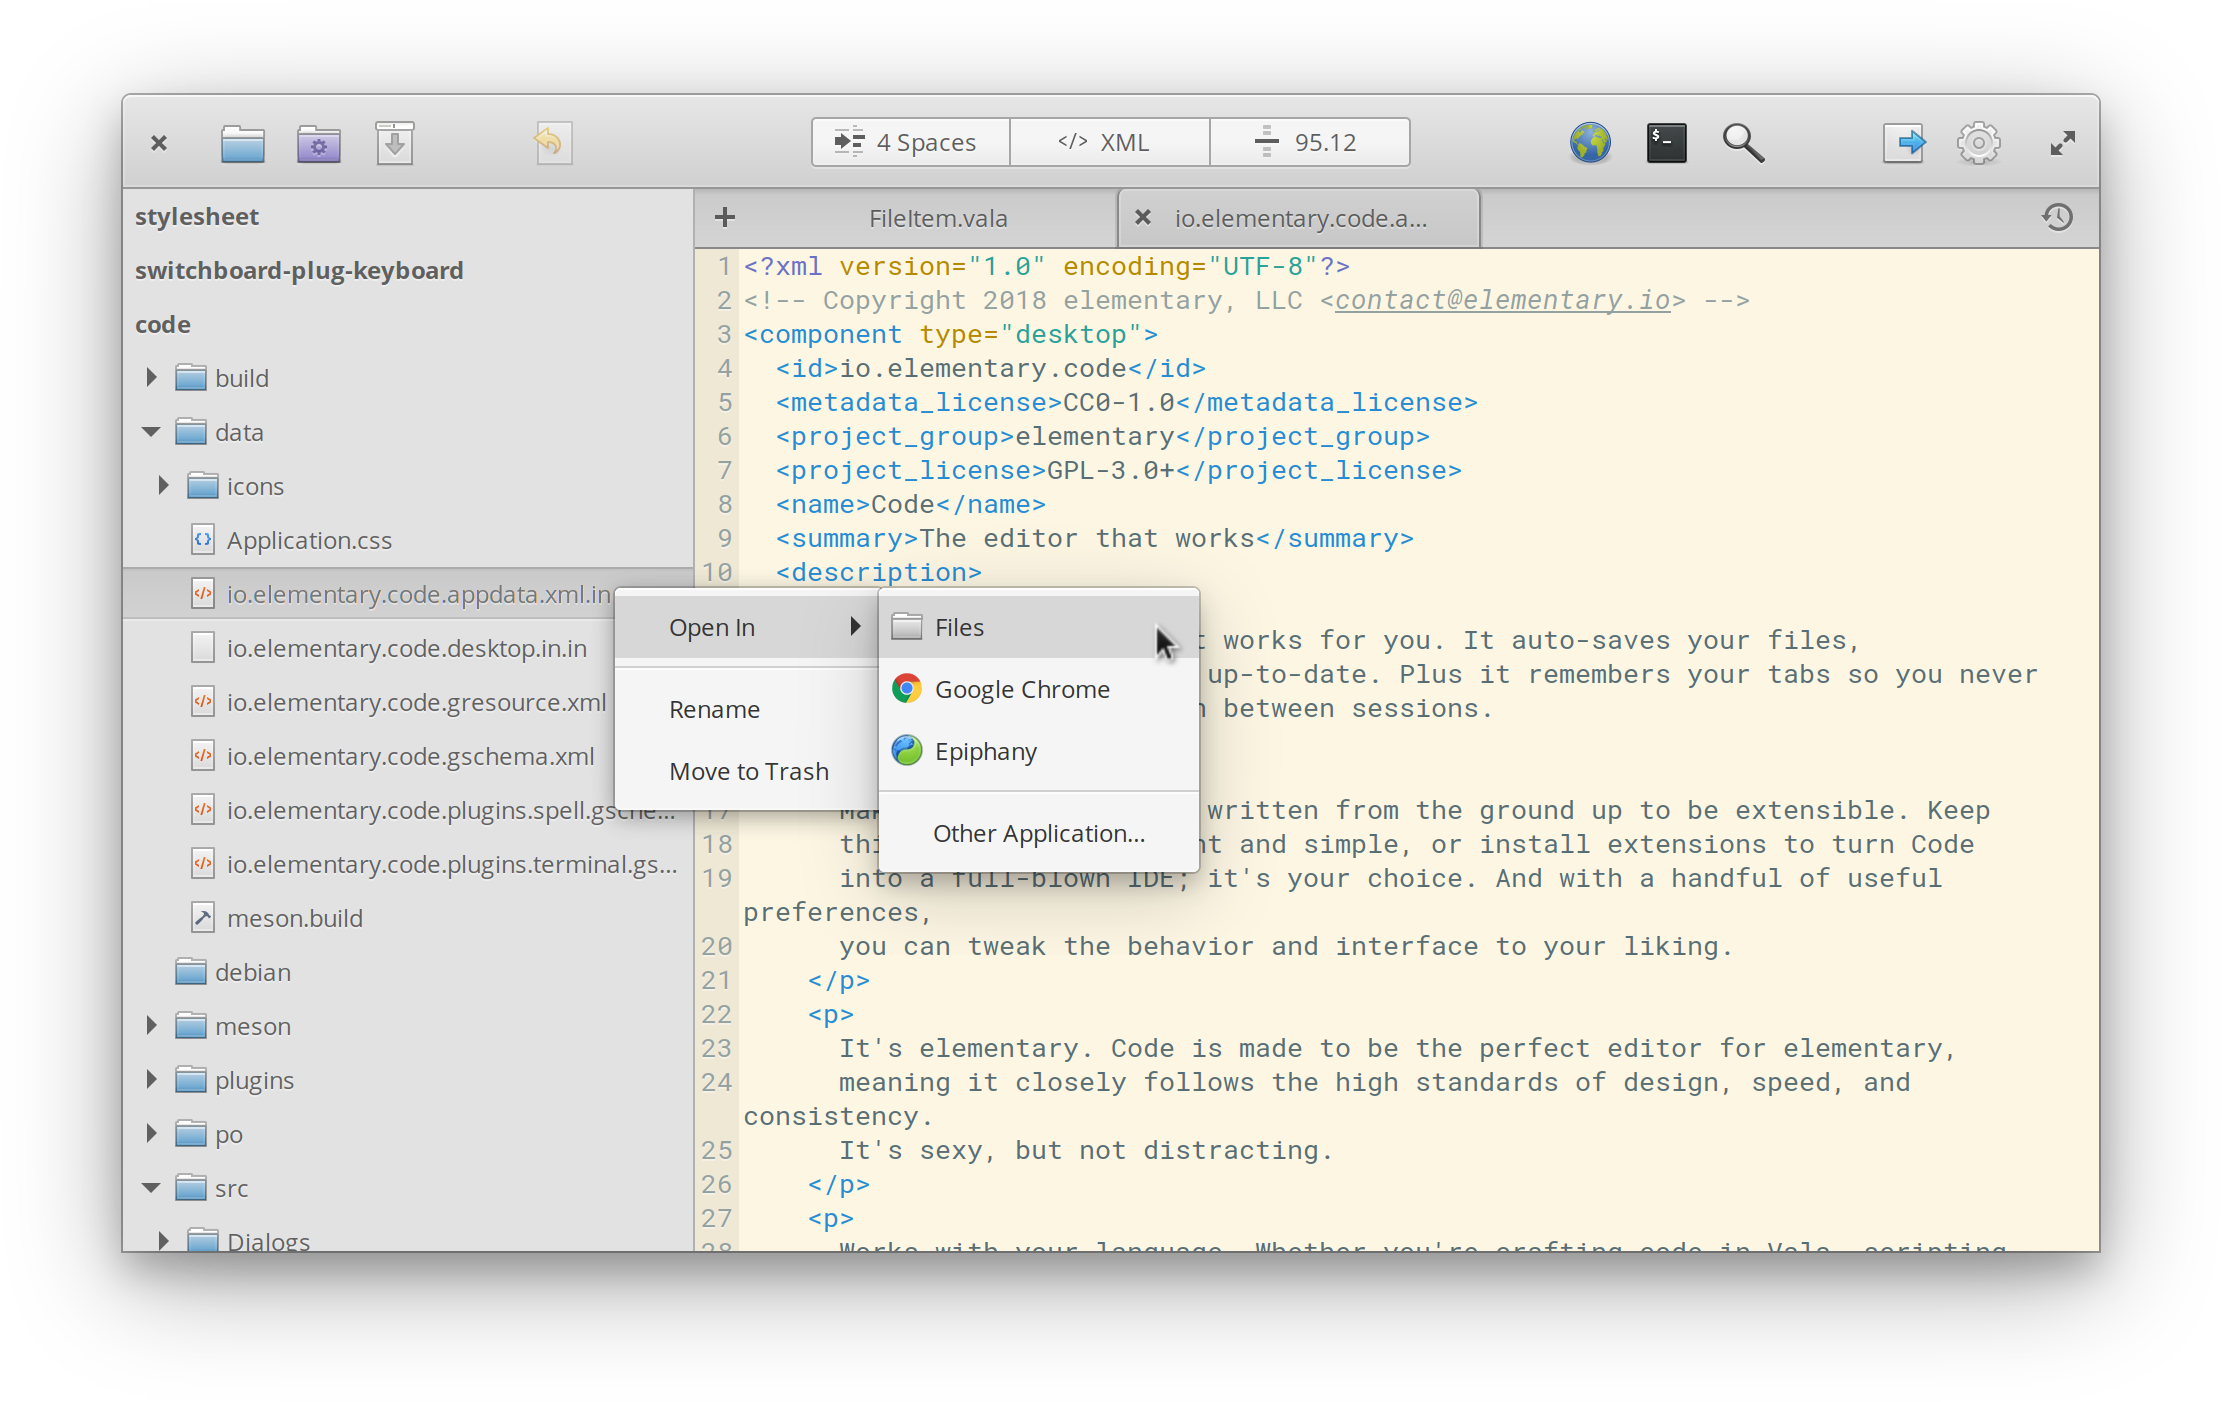 4 Spaces
</> XML
95.12
stylesheet
switchboard-plug-keyboard
code
build
data
icons
Application.css
io.elementary.code.appdata.xml.in
io.elementary.code.desktop.in.in
io.elementary.code.gresource.xml
io.elementary.code.gschema.xml
io.elementary.code.plugins.spell.gsche...
io.elementary.code.plugins.terminal.gs...
meson.build
debian
meson
plugins
po
src
Dialogs
FileItem.vala
io.elementary.code.a...
1 <?xml version="1.0" encoding="UTF-8"?>
2 <!-- Copyright 2018 elementary, LLC <contact@elementary.io> -->
3 <component type="desktop">
4 <id>io.elementary.code</id>
5 <metadata_license>CC0-1.0</metadata_license>
6 <project_group>elementary</project_group>
7 <project_license>GPL-3.0+</project_license>
8 <name>Code</name>
9 <summary>The editor that works</summary>
10 <description>
works for you. It auto-saves your files,
up-to-date. Plus it remembers your tabs so you never
between sessions.
17 written from the ground up to be extensible. Keep
18 and simple, or install extensions to turn Code
19 into a full-blown IDE; it's your choice. And with a handful of useful
preferences,
20 you can tweak the behavior and interface to your liking.
21 </p>
22 <p>
23 It's elementary. Code is made to be the perfect editor for elementary,
24 meaning it closely follows the high standards of design, speed, and
consistency.
25 It's sexy, but not distracting.
26 </p>
27 <p>
28 Works with your language. Whether you're crafting code in Vala, scripting
Open In
Rename
Move to Trash
Files
Google Chrome
Epiphany
Other Application...